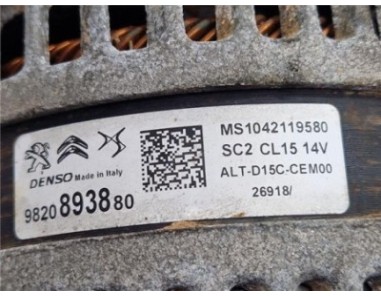 MS1042119580
SC2 CL15 14V
DENSO Made in Italy
ALT-D15C-CEM00
9820893880
26918/